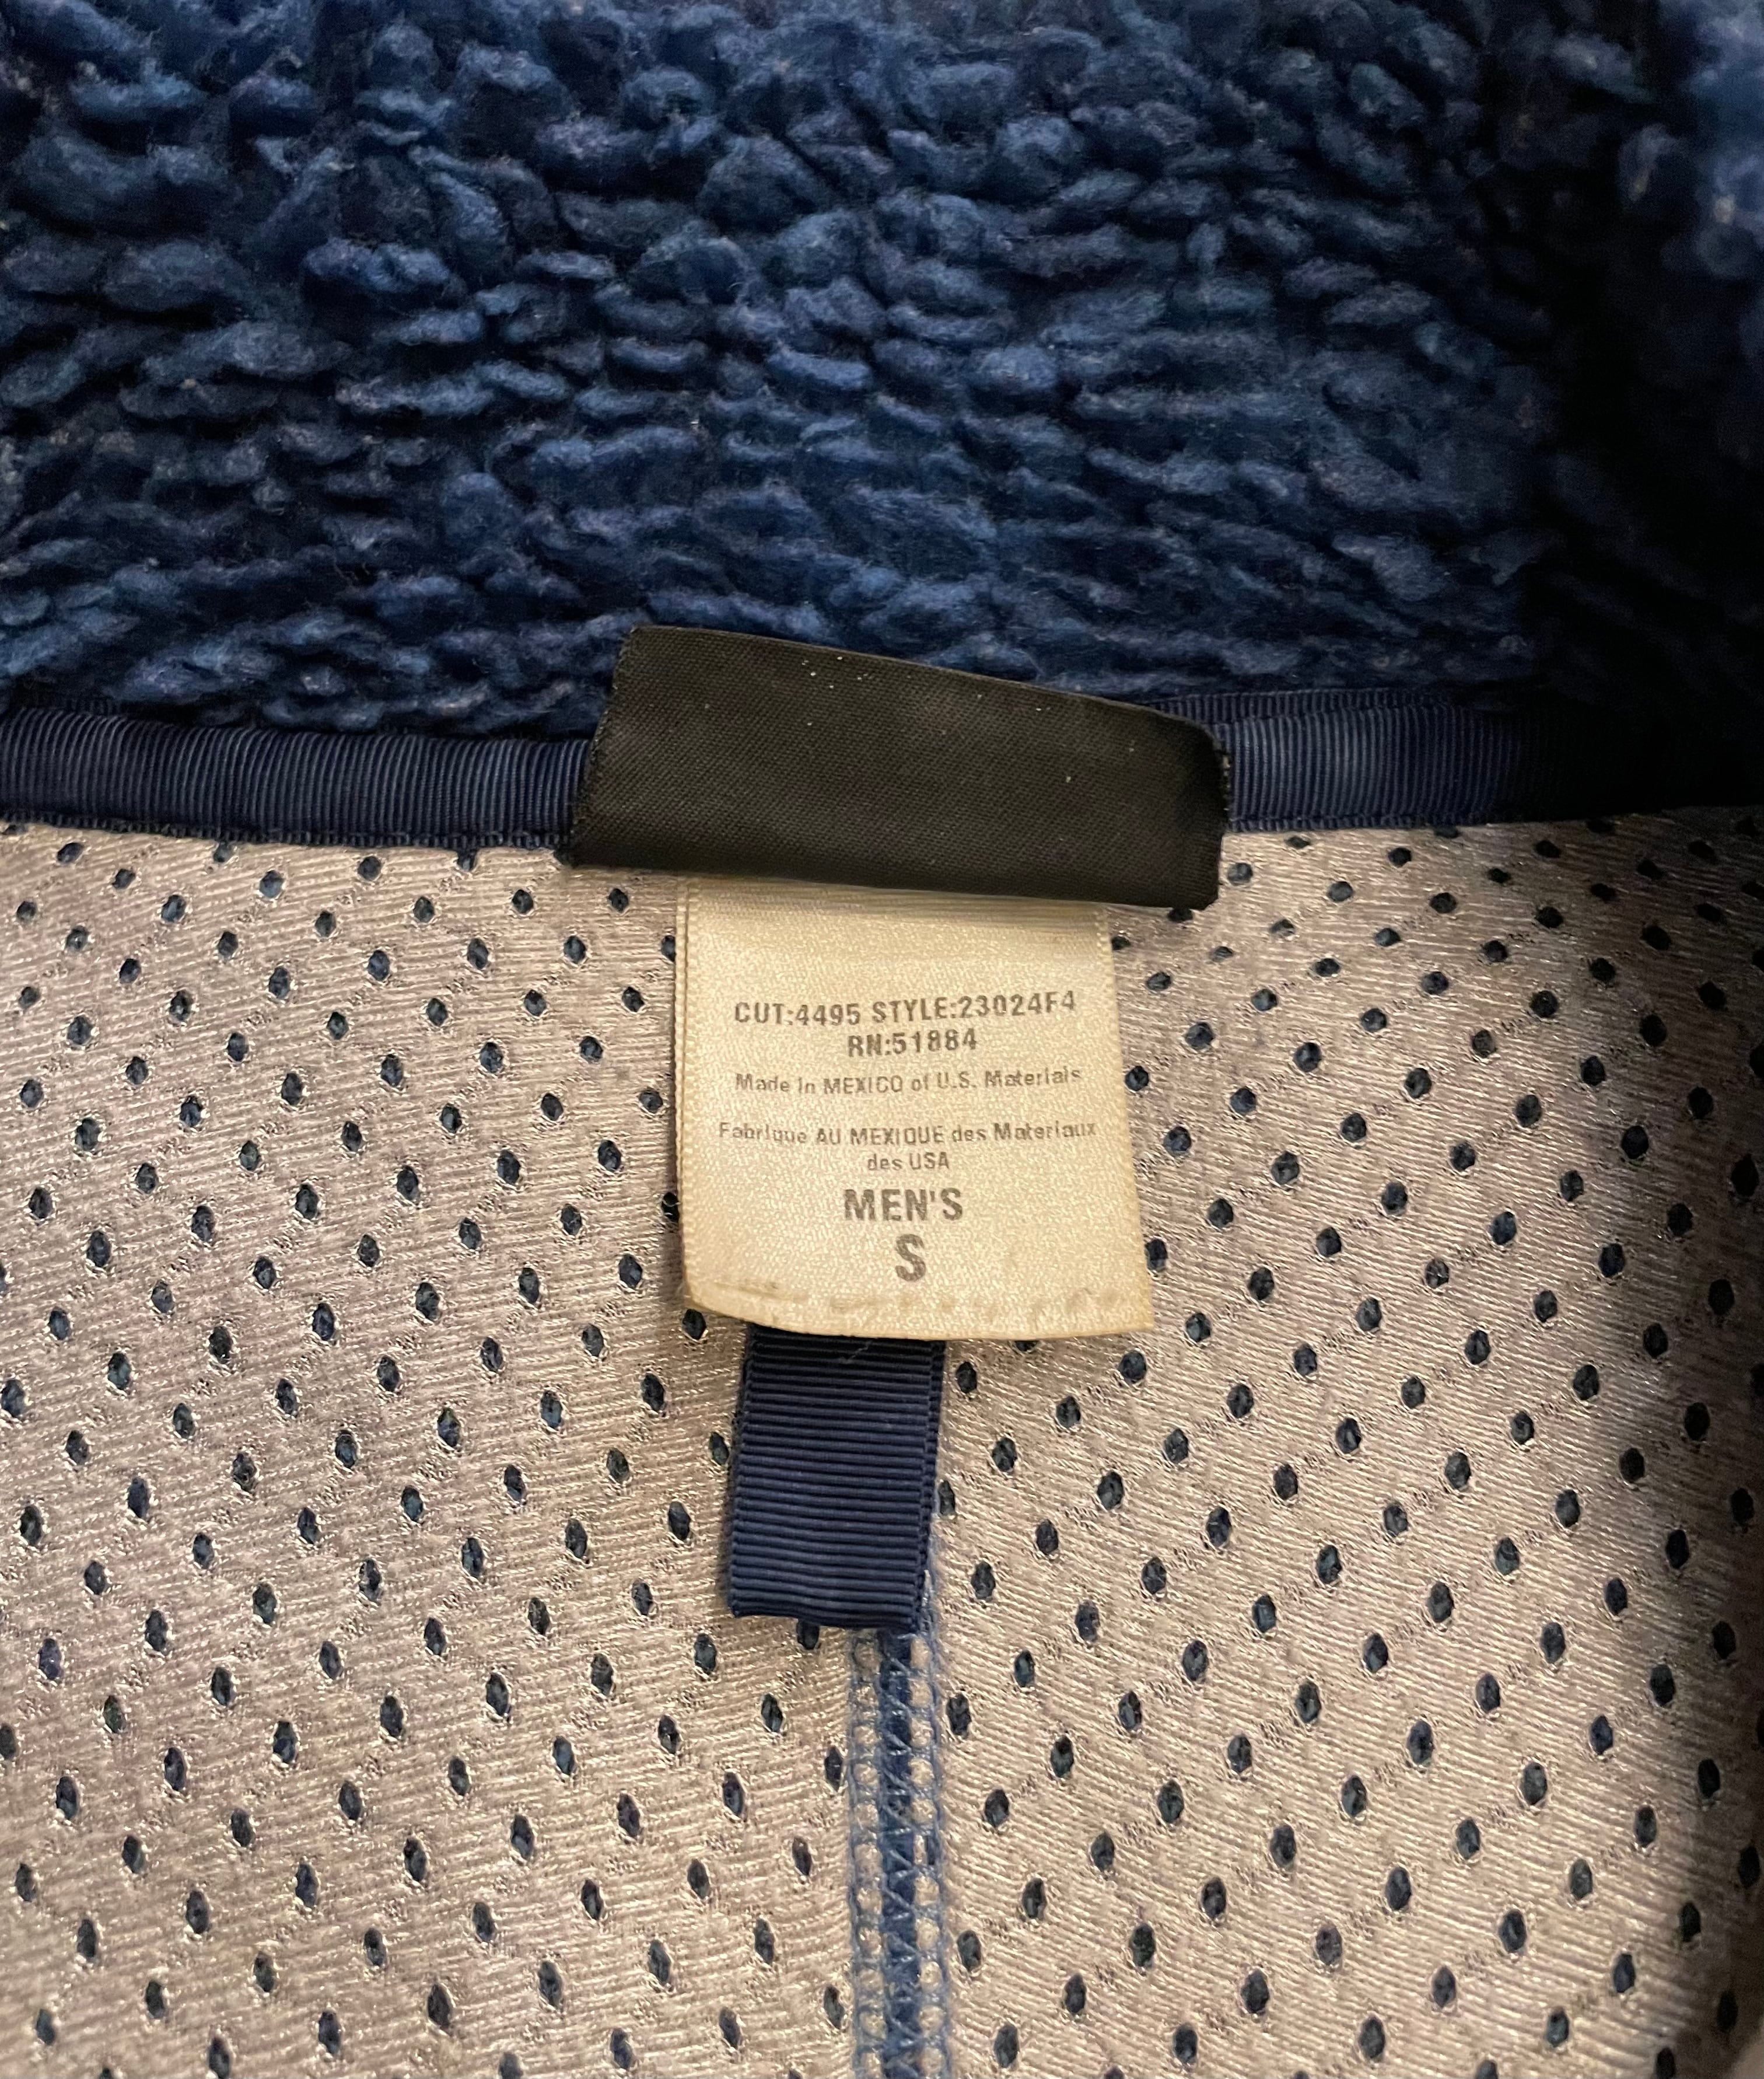 CUT:4495 STYLE:23024F4
RN:51884
Made in MEXICO of U.S. Materials
Fabrique AU MEXIQUE des Materiaux
des USA
MEN'S
S